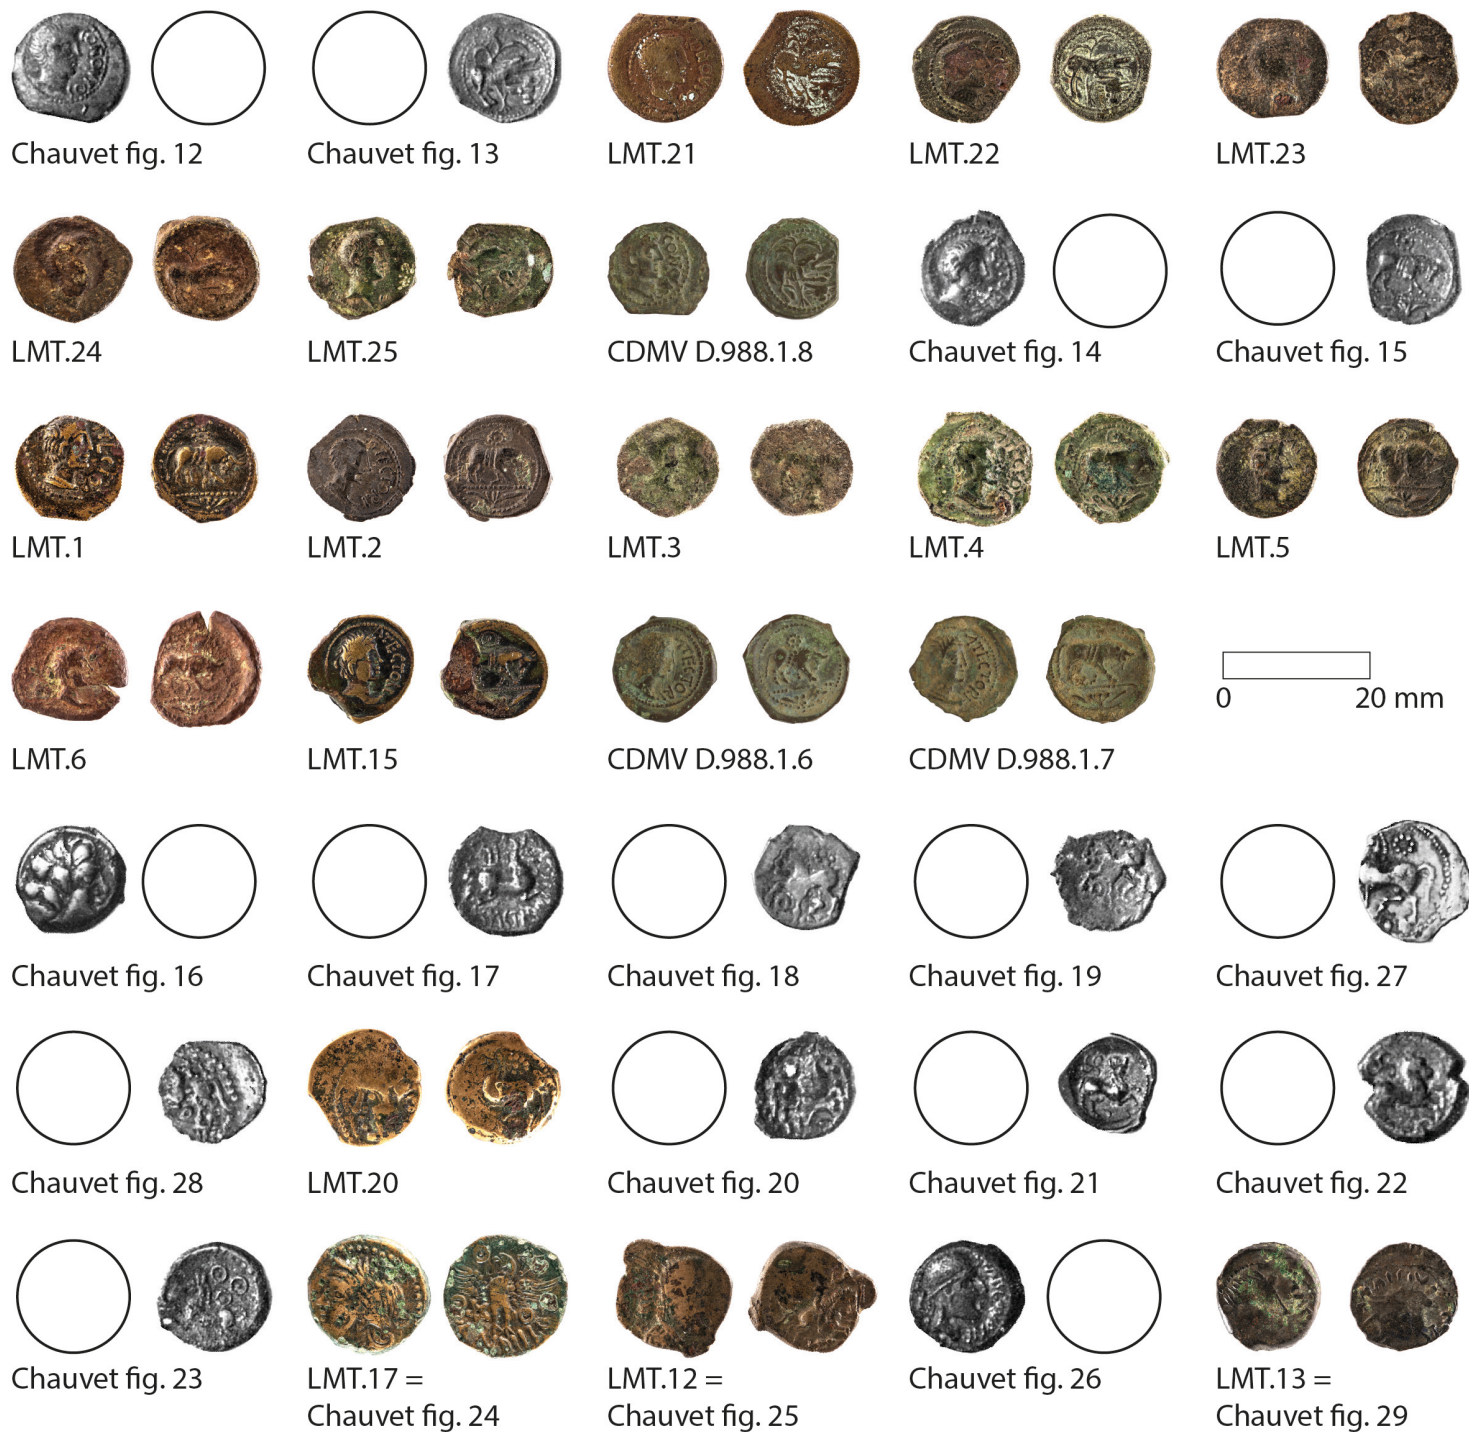 Chauvet fig. 12
Chauvet fig. 13
LMT.21
LMT.22
LMT.23
LMT.24
LMT.25
CDMV D.988.1.8
Chauvet fig. 14
Chauvet fig. 15
LMT.1
LMT.2
LMT.3
LMT.4
LMT.5
ATECTORI
LMT.6
LMT.15
CDMV D.988.1.6
CDMV D.988.1.7
0 20 mm
Chauvet fig. 16
Chauvet fig. 17
Chauvet fig. 18
Chauvet fig. 19
Chauvet fig. 27
Chauvet fig. 28
LMT.20
Chauvet fig. 20
Chauvet fig. 21
Chauvet fig. 22
Chauvet fig. 23
LMT.17 =
Chauvet fig. 24
LMT.12 =
Chauvet fig. 25
Chauvet fig. 26
LMT.13 =
Chauvet fig. 29